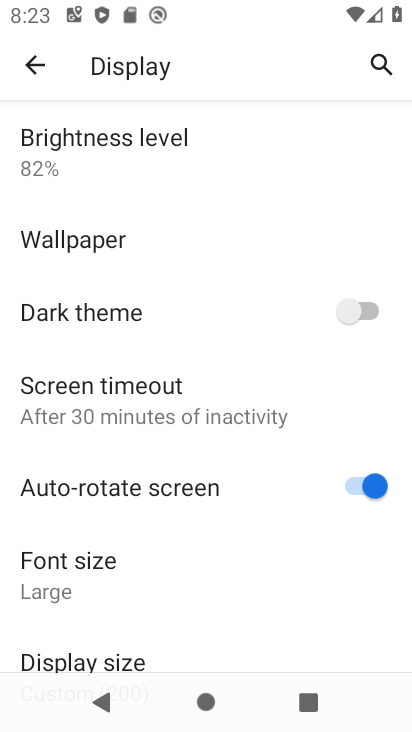 8:23
Display
Brightness level
82%
Wallpaper
Dark theme
Screen timeout
After 30 minutes of inactivity
Auto-rotate screen
Font size
Large
Display size
Custom (200)